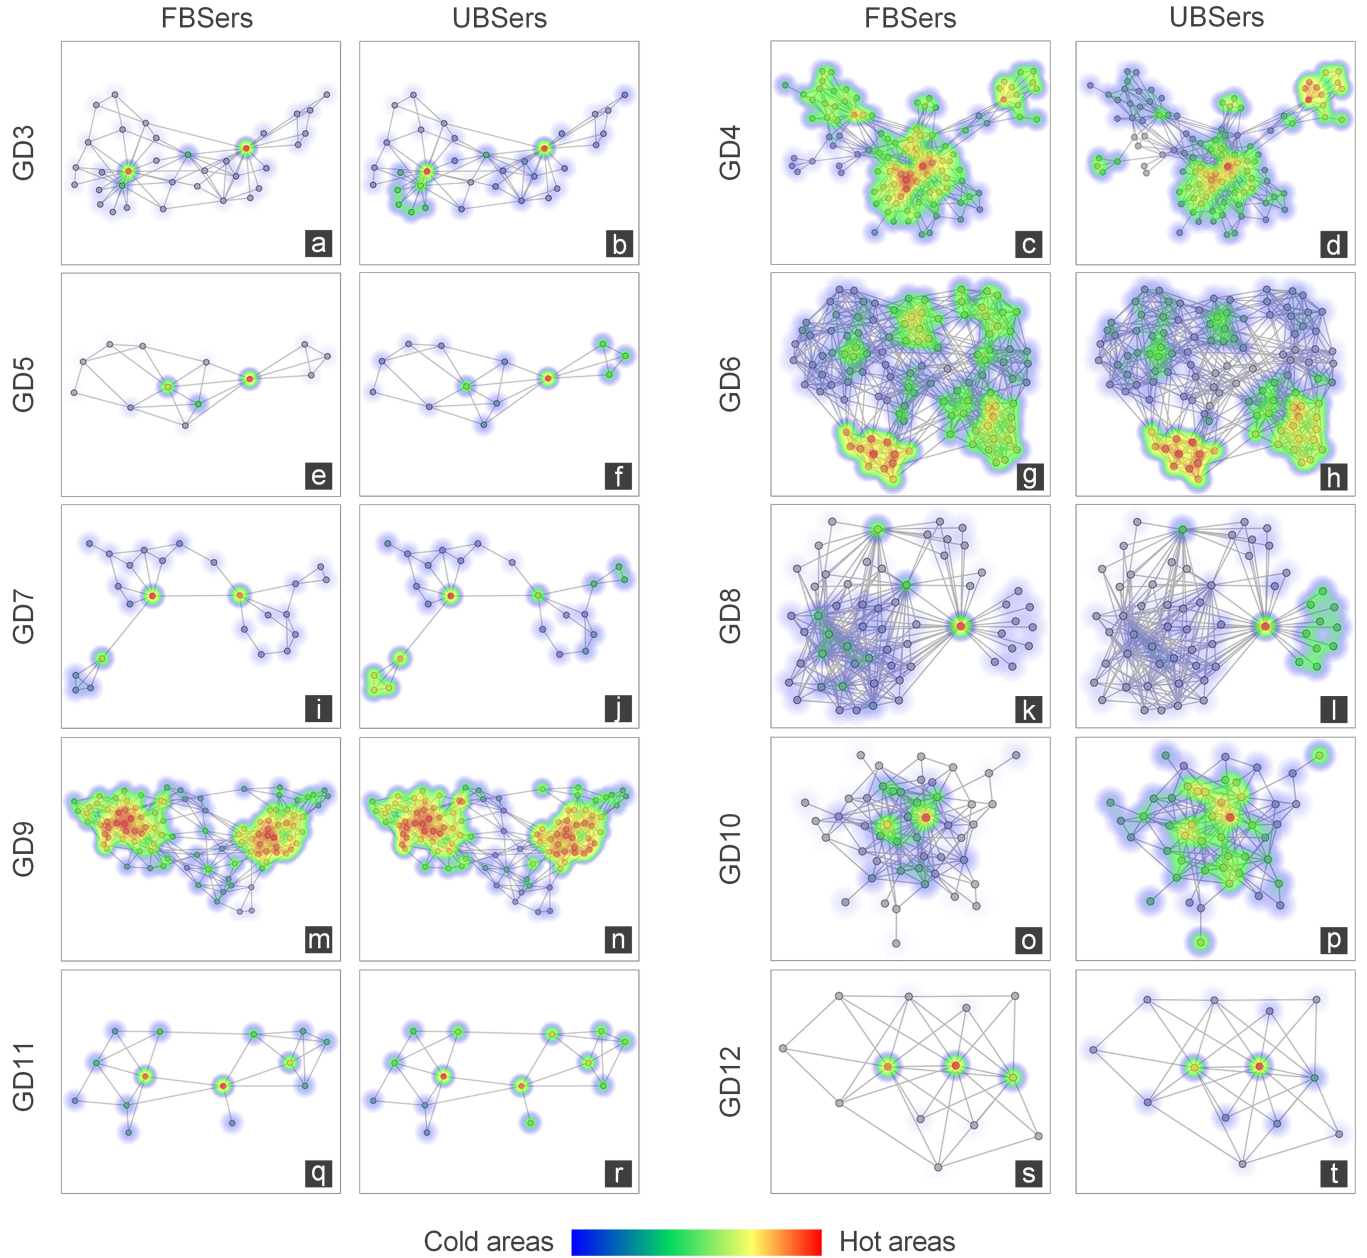 FBSers UBSers FBSers UBSers
GD3 a b GD4 c d
GD5 e f GD6 g h
GD7 i j GD8 k l
GD9 m n GD10 o p
GD11 q r GD12 s t
Cold areas Hot areas